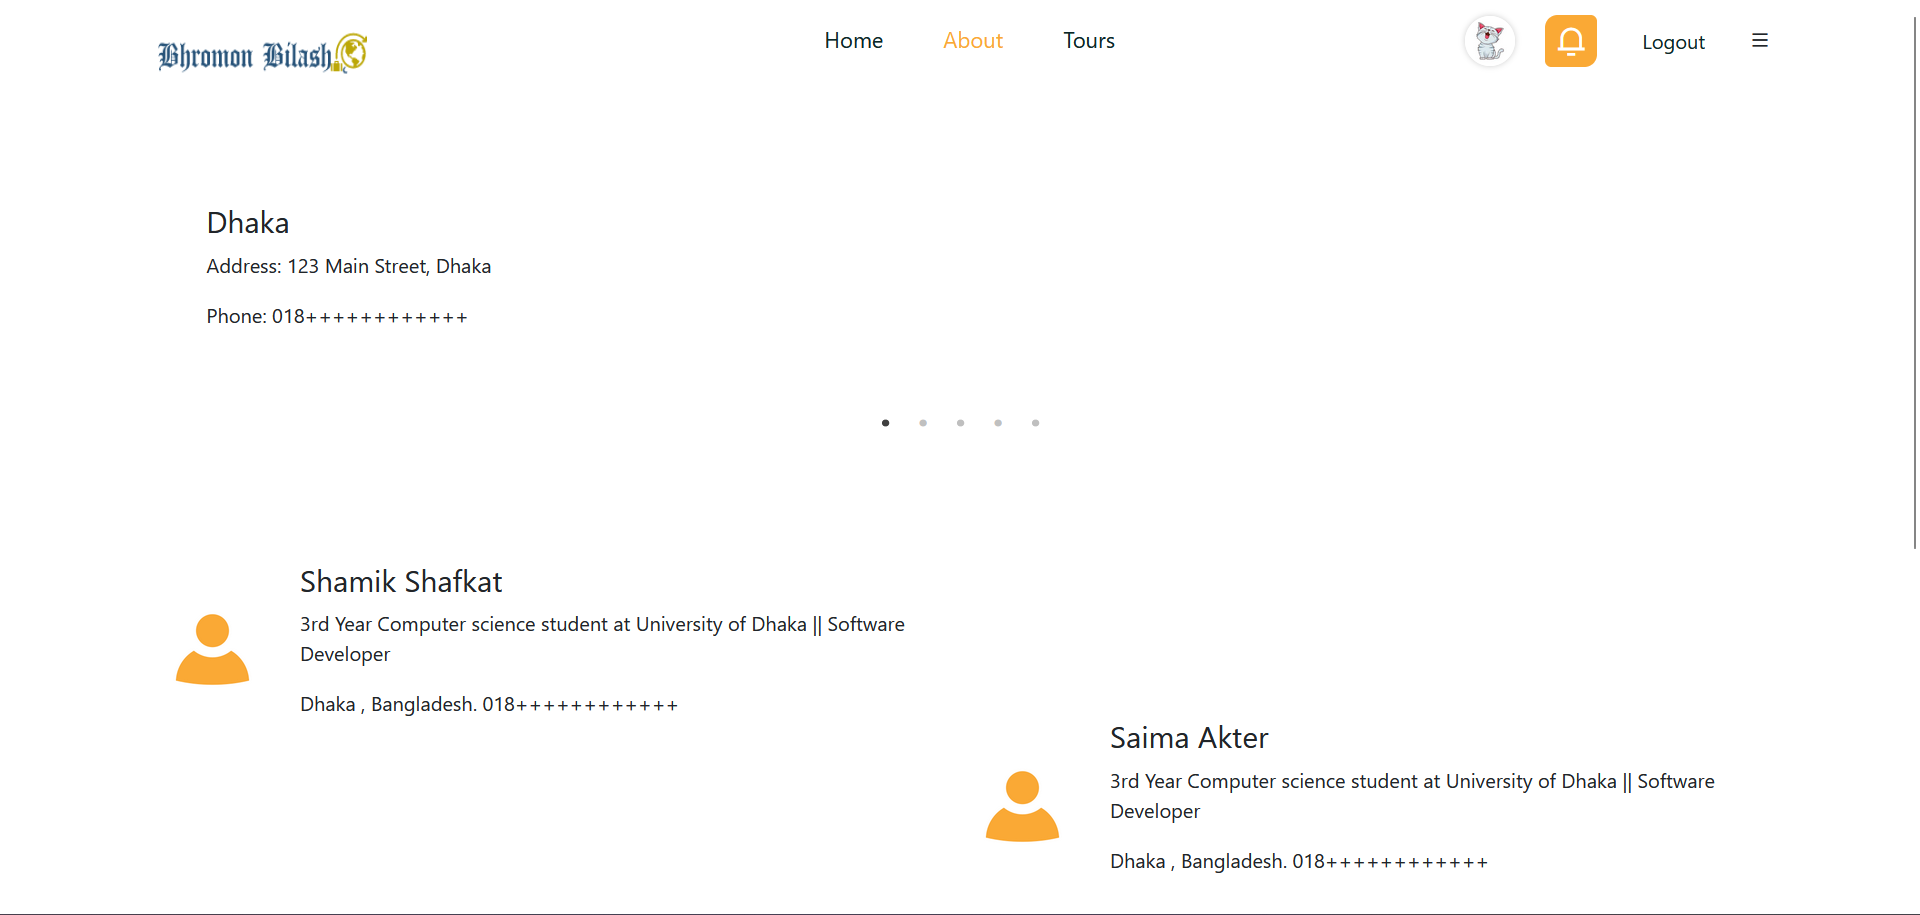 Bhromon Bilash
Home
About
Tours
Logout
Dhaka
Address: 123 Main Street, Dhaka
Phone: 018++++++++++++
Shamik Shafkat
3rd Year Computer science student at University of Dhaka || Software
Developer
Dhaka , Bangladesh. 018++++++++++++
Saima Akter
3rd Year Computer science student at University of Dhaka || Software
Developer
Dhaka , Bangladesh. 018++++++++++++